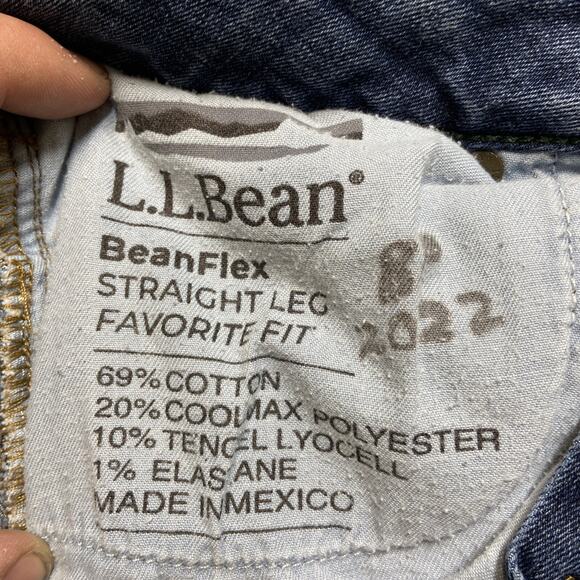 L.L.Bean®
BeanFlex
STRAIGHT LEG
FAVORITE FIT
69% COTTON
20% COOLMAX POLYESTER
10% TENCEL LYOCELL
1% ELASTANE
MADE IN MEXICO
2022